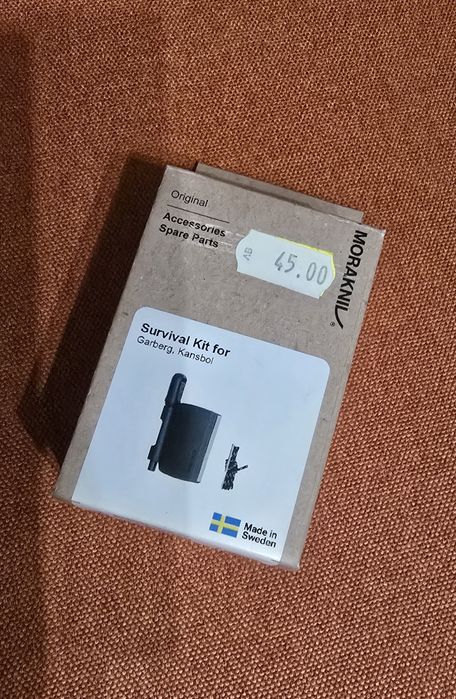 Original
Accessories
Spare Parts
AB
45.00
MORAKNIV
®
Survival Kit for
Garberg, Kansbol
Made in
Sweden